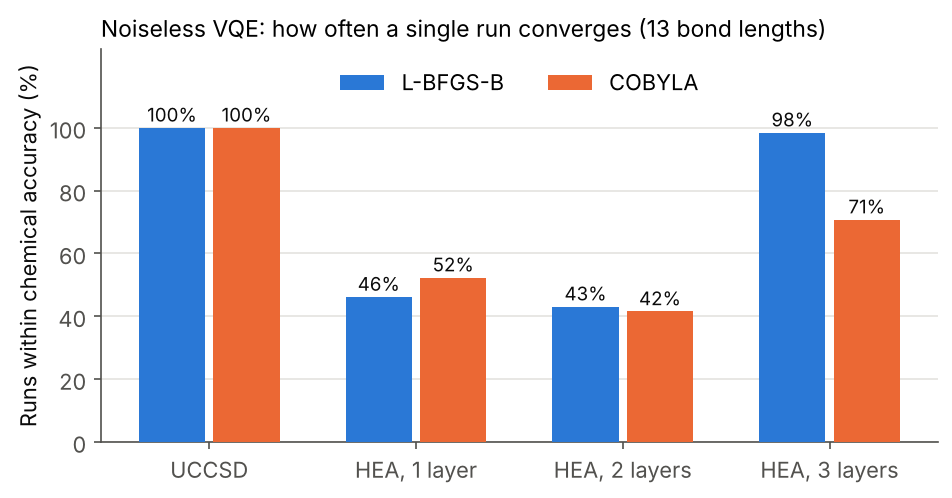 Noiseless VQE: how often a single run converges (13 bond lengths)
L-BFGS-B COBYLA
Runs within chemical accuracy (%)
100
80
60
40
20
0
100% 100%
46% 52%
43% 42%
98% 71%
UCCSD HEA, 1 layer HEA, 2 layers HEA, 3 layers